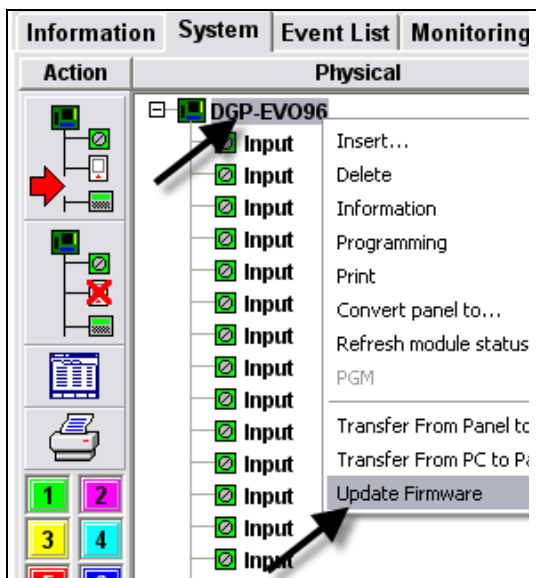 Information System Event List Monitoring
Action Physical
DGP-EVO96
Input Insert...
Input Delete
Input Information
Input Programming
Input Print
Input Convert panel to...
Input Refresh module status
Input PGM
Input
Input Transfer From Panel to
Input Transfer From PC to
1 2 Input Update Firmware
Input
3 4 Input